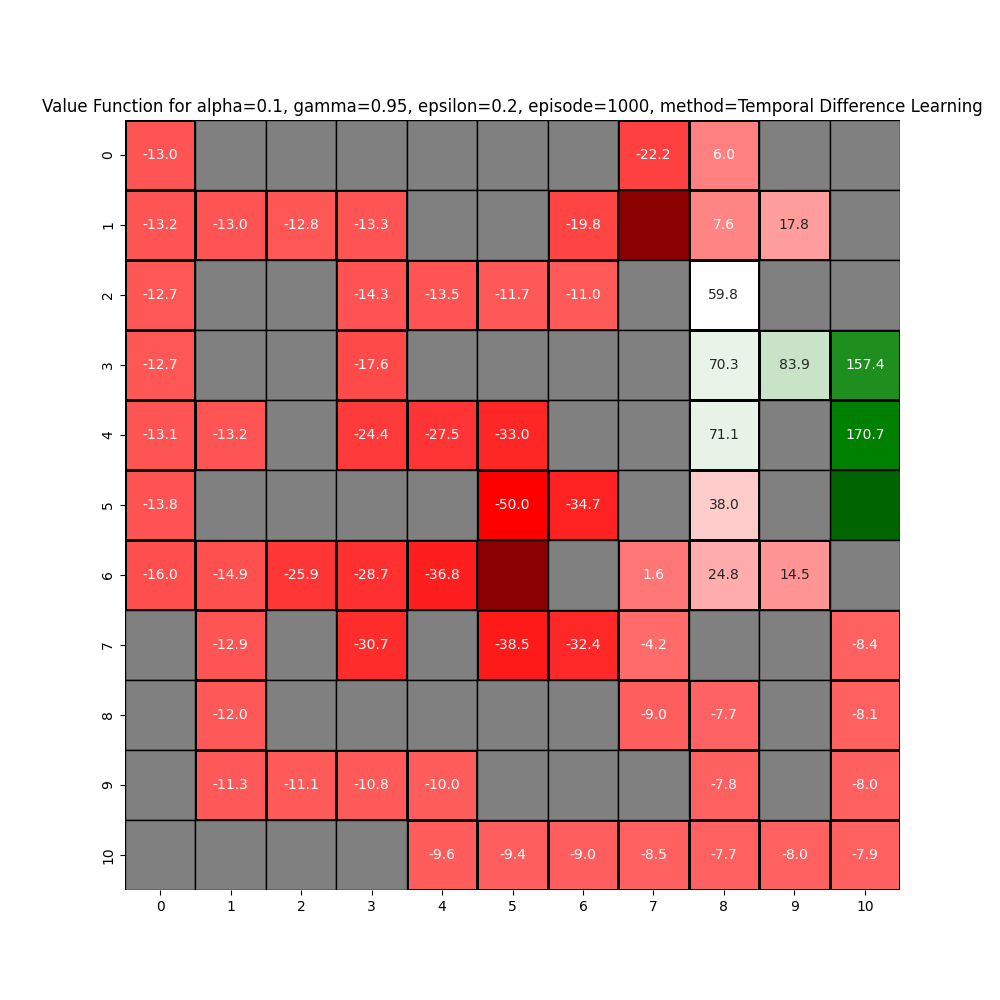 Value Function for alpha=0.1, gamma=0.95, epsilon=0.2, episode=1000, method=Temporal Difference Learning
0 -13.0 -22.2 6.0
1 -13.2 -13.0 -12.8 -13.3 -19.8 7.6 17.8
2 -12.7 -14.3 -13.5 -11.7 -11.0 59.8
3 -12.7 -17.6 70.3 83.9 157.4
4 -13.1 -13.2 -24.4 -27.5 -33.0 71.1 170.7
5 -13.8 -50.0 -34.7 38.0
6 -16.0 -14.9 -25.9 -28.7 -36.8 1.6 24.8 14.5
7 -12.9 -30.7 -38.5 -32.4 -4.2 -8.4
8 -12.0 -9.0 -7.7 -8.1
9 -11.3 -11.1 -10.8 -10.0 -7.8 -8.0
10 -9.6 -9.4 -9.0 -8.5 -7.7 -8.0 -7.9
0 1 2 3 4 5 6 7 8 9 10